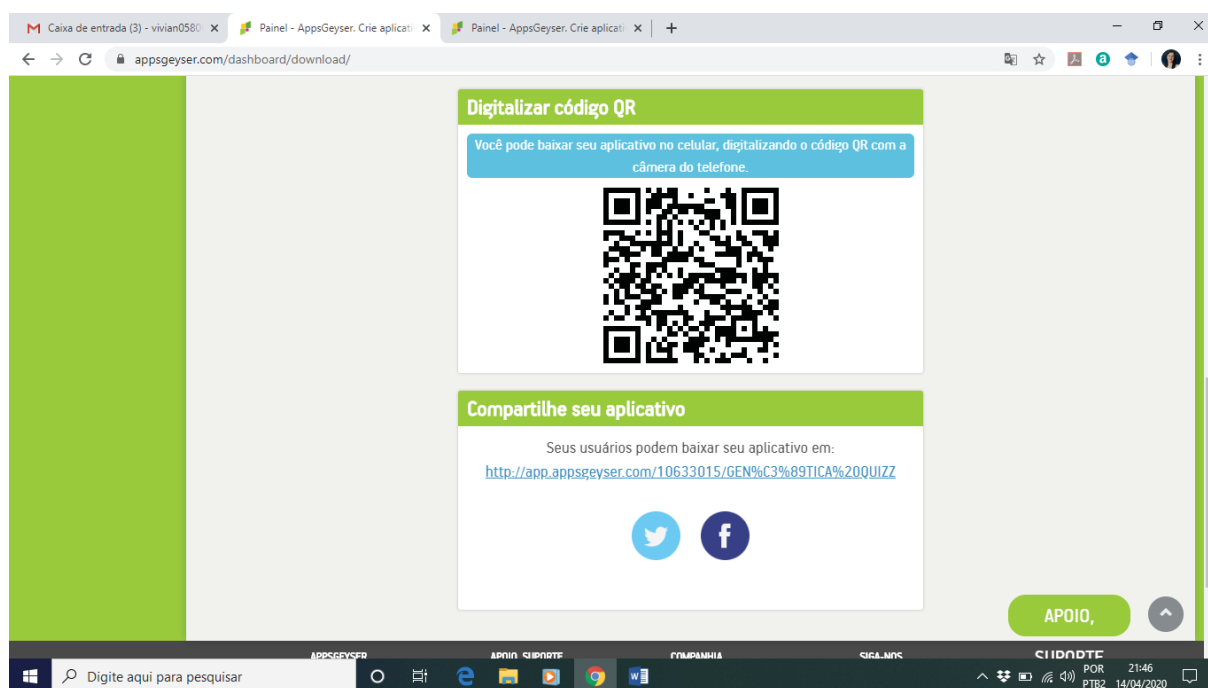 Caixa de entrada (3) - vivian0580
Painel - AppsGeyser. Crie aplicati
Painel - AppsGeyser. Crie aplicati
appsgeyser.com/dashboard/download/
Digitalizar código QR
Você pode baixar seu aplicativo no celular, digitalizando o código QR com a
câmera do telefone.
Compartilhe seu aplicativo
Seus usuários podem baixar seu aplicativo em:
http://app.appsgeyser.com/10633015/GEN%C3%89TICA%20QUIZZ
APOIO,
APPSGEYSER
APOIO, SUPORTE
COMPANHIA
SIGA-NOS
SUPORTE
Digite aqui para pesquisar
POR
PTB2
21:46
14/04/2020